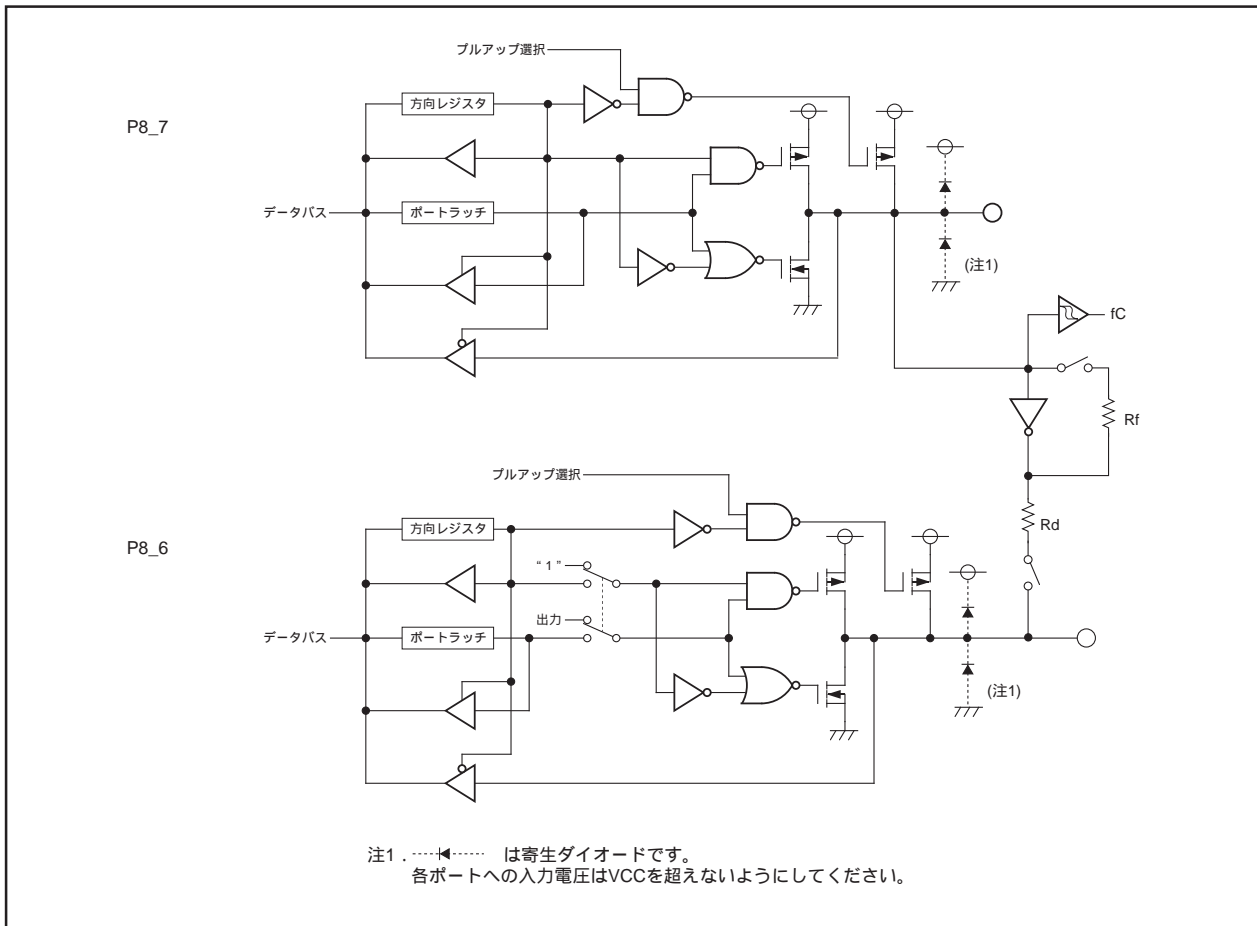 プルアップ選択
方向レジスタ
P8_7
データバス
ポートラッチ
(注1)
fC
Rf
プルアップ選択
方向レジスタ
Rd
P8_6
“1”
出力
データバス
ポートラッチ
(注1)
注1． は寄生ダイオードです。
各ポートへの入力電圧はVCCを超えないようにしてください。